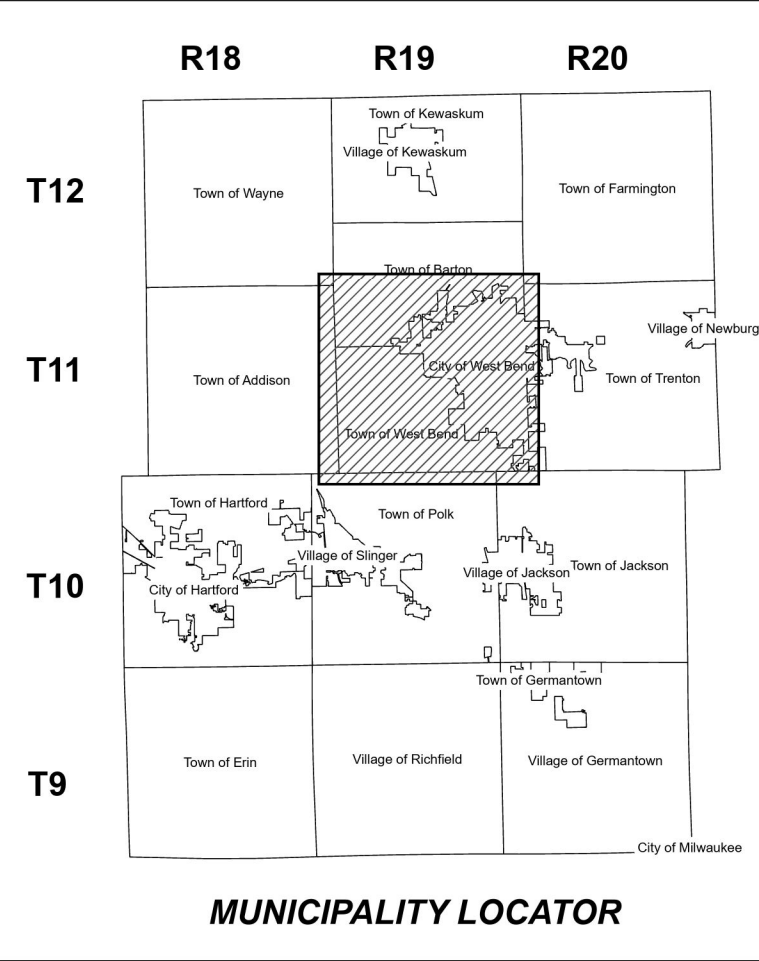 R18 R19 R20
Town of Kewaskum
Village of Kewaskum
T12
Town of Wayne
Town of Farmington
Town of Barton
Village of Newburg
T11
City of West Bend
Town of Addison
Town of Trenton
Town of West Bend
Town of Hartford
Town of Polk
Village of Slinger
Town of Jackson
Village of Jackson
T10
City of Hartford
Town of Germantown
Town of Erin
Village of Richfield
Village of Germantown
T9
City of Milwaukee
MUNICIPALITY LOCATOR